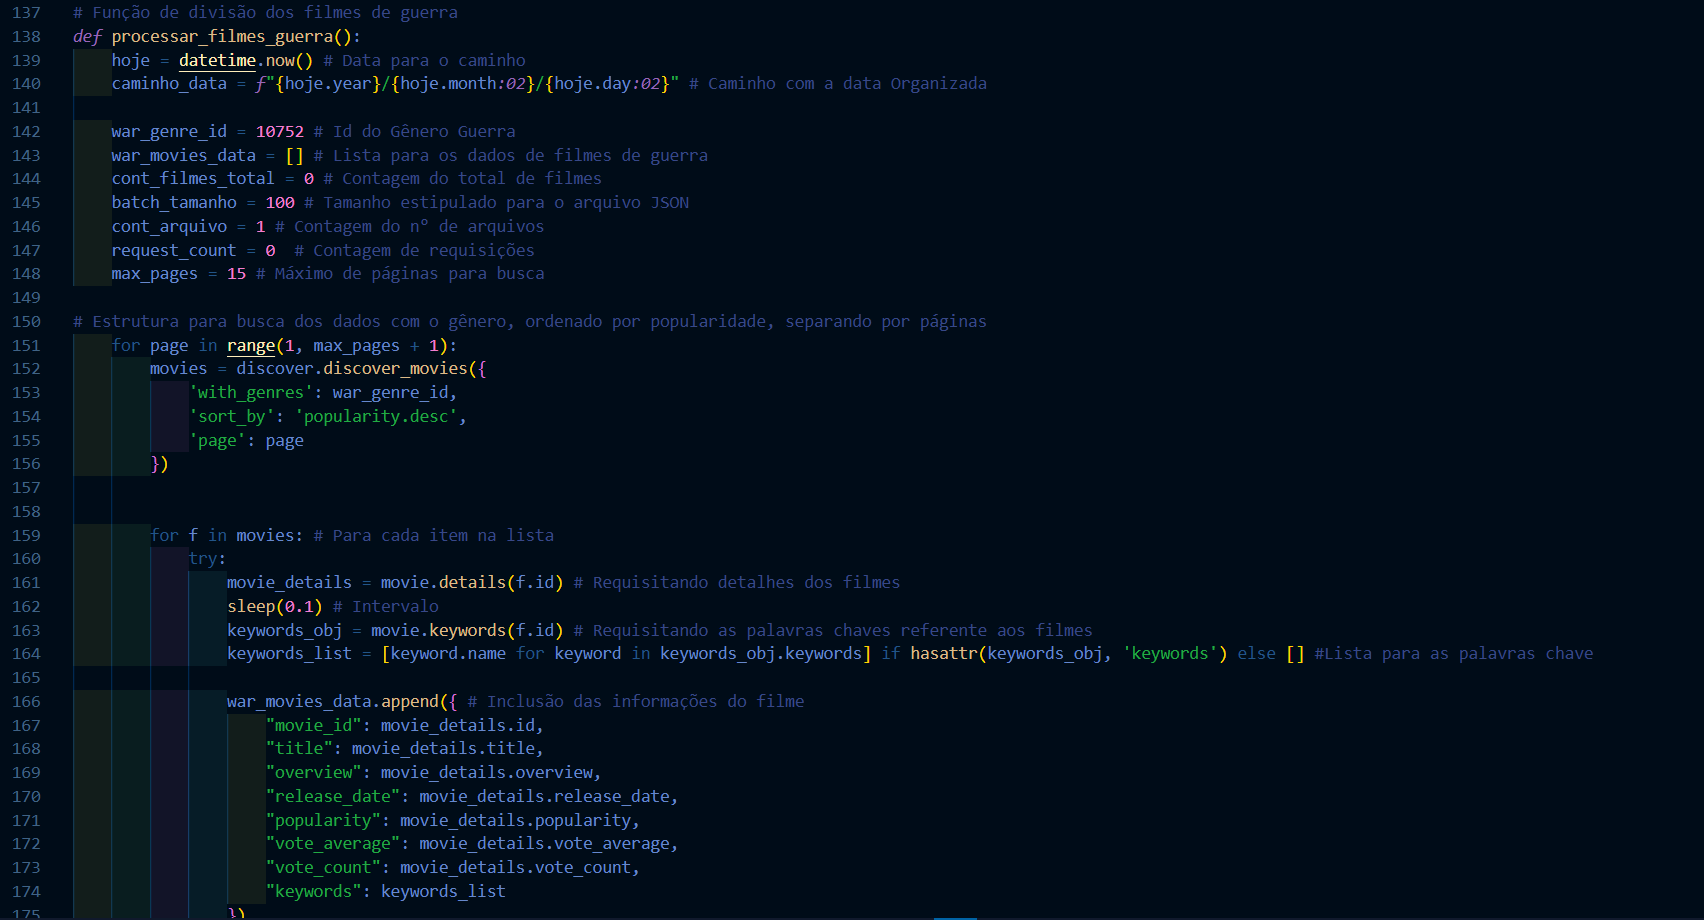 137 # Função de divisão dos filmes de guerra
138 def processar_filmes_guerra():
139     hoje = datetime.now() # Data para o caminho
140     caminho_data = f"{hoje.year}/{hoje.month:02}/{hoje.day:02}" # Caminho com a data Organizada
141
142     war_genre_id = 10752 # Id do Gênero Guerra
143     war_movies_data = [] # Lista para os dados de filmes de guerra
144     cont_filmes_total = 0 # Contagem do total de filmes
145     batch_tamanho = 100 # Tamanho estipulado para o arquivo JSON
146     cont_arquivo = 1 # Contagem do nº de arquivos
147     request_count = 0  # Contagem de requisições
148     max_pages = 15 # Máximo de páginas para busca
149
150 # Estrutura para busca dos dados com o gênero, ordenado por popularidade, separando por páginas
151     for page in range(1, max_pages + 1):
152         movies = discover.discover_movies({
153             'with_genres': war_genre_id,
154             'sort_by': 'popularity.desc',
155             'page': page
156         })
157
158
159         for f in movies: # Para cada item na lista
160             try:
161                 movie_details = movie.details(f.id) # Requisitando detalhes dos filmes
162                 sleep(0.1) # Intervalo
163                 keywords_obj = movie.keywords(f.id) # Requisitando as palavras chaves referente aos filmes
164                 keywords_list = [keyword.name for keyword in keywords_obj.keywords] if hasattr(keywords_obj, 'keywords') else [] #Lista para as palavras chave
165
166                 war_movies_data.append({ # Inclusão das informações do filme
167                     "movie_id": movie_details.id,
168                     "title": movie_details.title,
169                     "overview": movie_details.overview,
170                     "release_date": movie_details.release_date,
171                     "popularity": movie_details.popularity,
172                     "vote_average": movie_details.vote_average,
173                     "vote_count": movie_details.vote_count,
174                     "keywords": keywords_list
175                 })